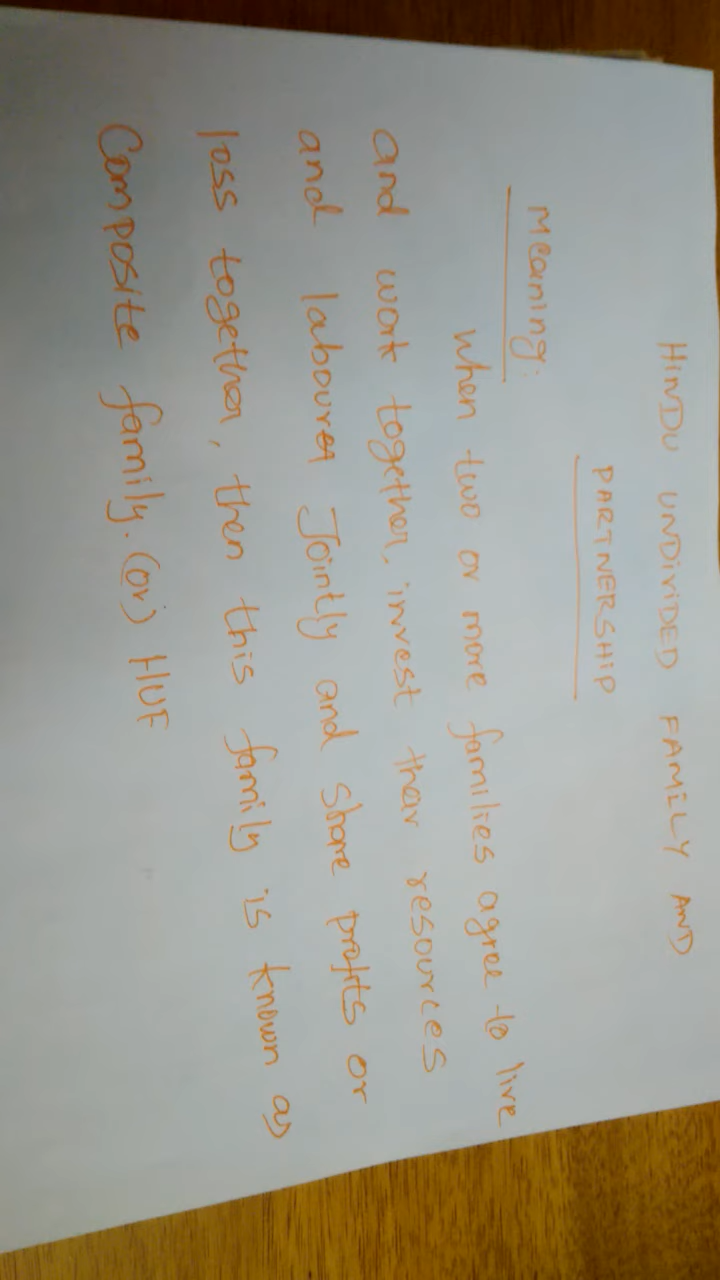 HINDU UNDIVIDED FAMILY AND
PARTNERSHIP
Meaning:
When two or more families agree to live
and work together, invest their resources
and labour Jointly and share profits or
loss together, then this family is known as
Composite family. (or) HUF